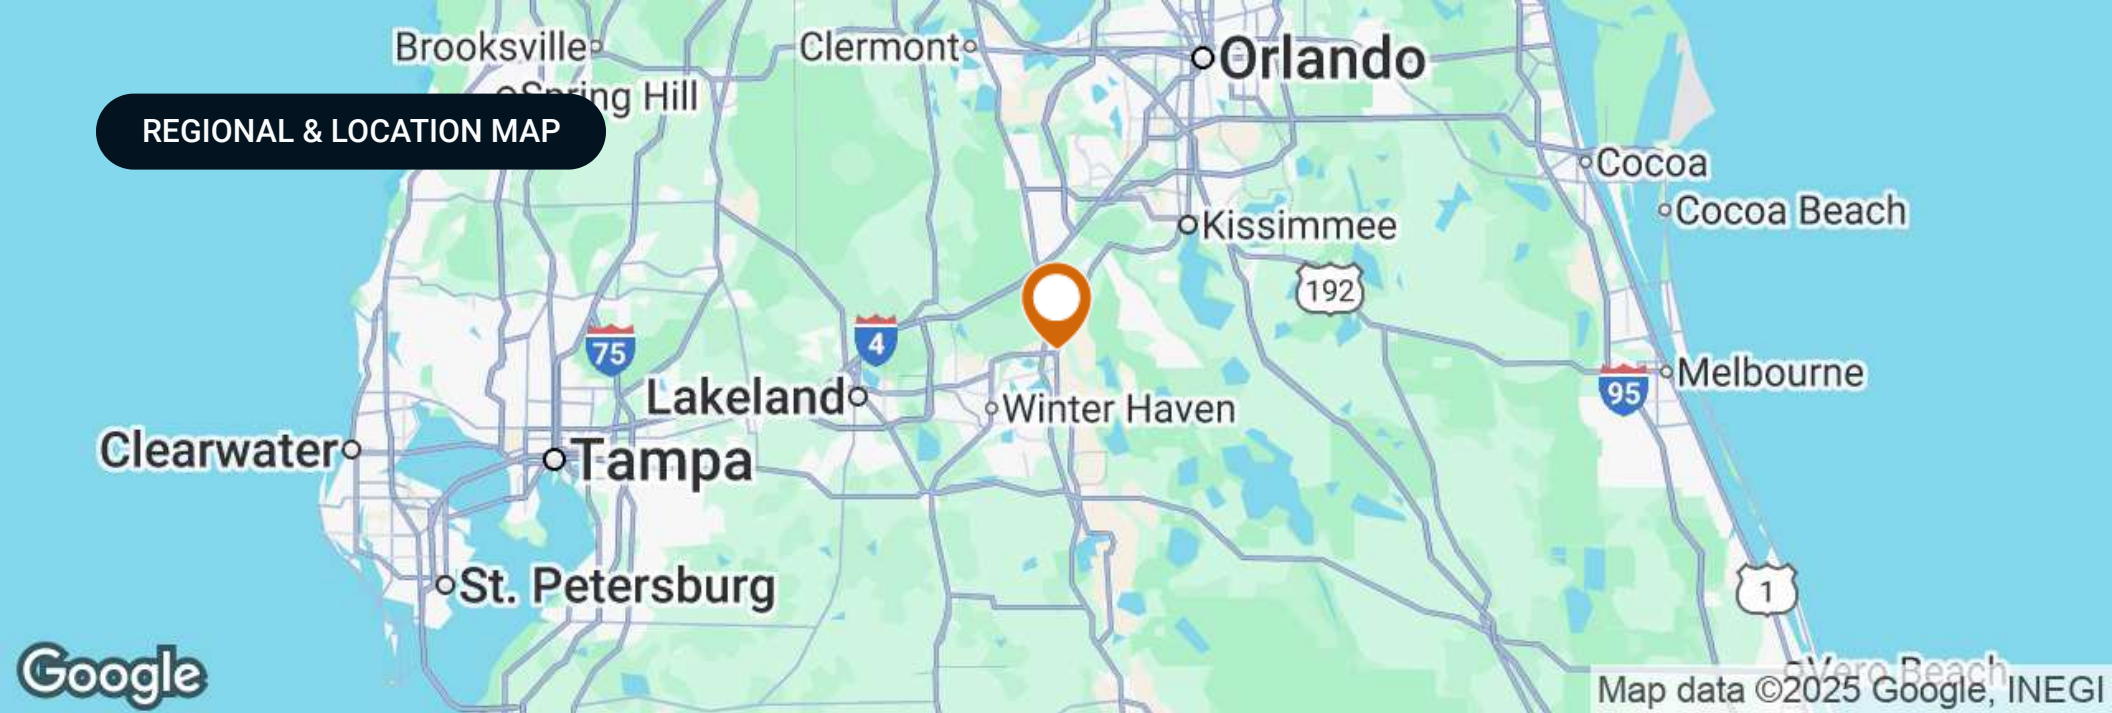 Brooksville
Clermont
Orlando
Spring Hill
REGIONAL & LOCATION MAP
Cocoa
Cocoa Beach
Kissimmee
192
75
4
Lakeland
Winter Haven
Melbourne
95
Clearwater
Tampa
St. Petersburg
1
Vero Beach
Google
Map data ©2025 Google, INEGI